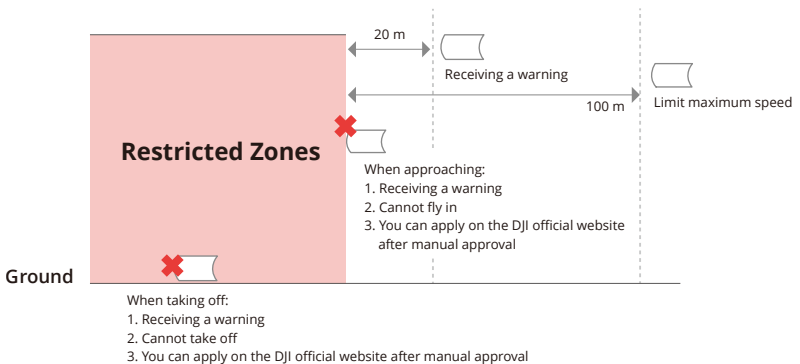 20 m
Receiving a warning
100 m
Limit maximum speed
Restricted Zones
When approaching:
1. Receiving a warning
2. Cannot fly in
3. You can apply on the DJI official website
after manual approval
Ground
When taking off:
1. Receiving a warning
2. Cannot take off
3. You can apply on the DJI official website after manual approval